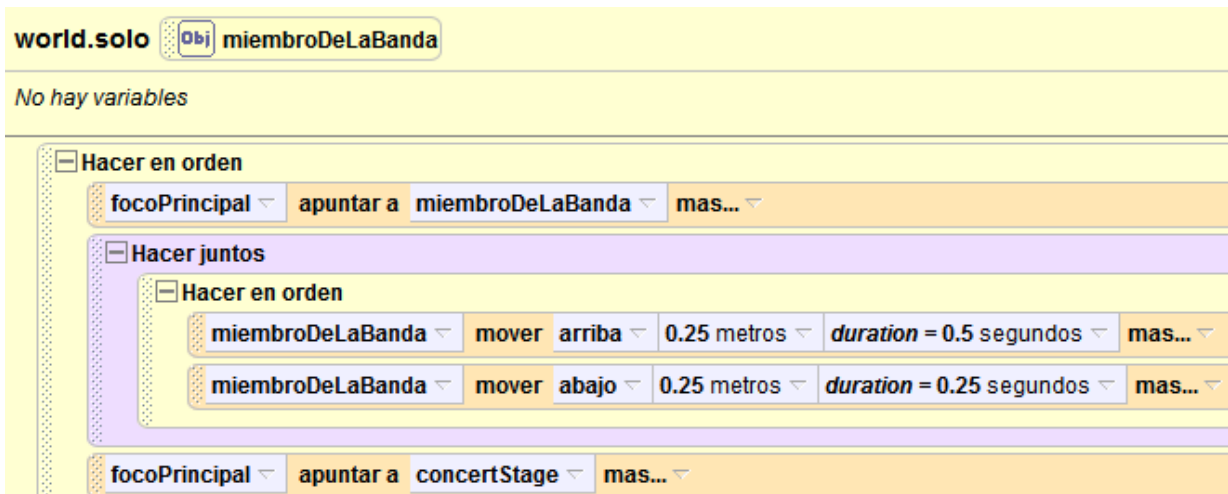 world.solo Obj miembroDeLaBanda
No hay variables
Hacer en orden
focoPrincipal apuntar a miembroDeLaBanda mas...
Hacer juntos
Hacer en orden
miembroDeLaBanda mover arriba 0.25 metros duration = 0.5 segundos mas...
miembroDeLaBanda mover abajo 0.25 metros duration = 0.25 segundos mas...
focoPrincipal apuntar a concertStage mas...